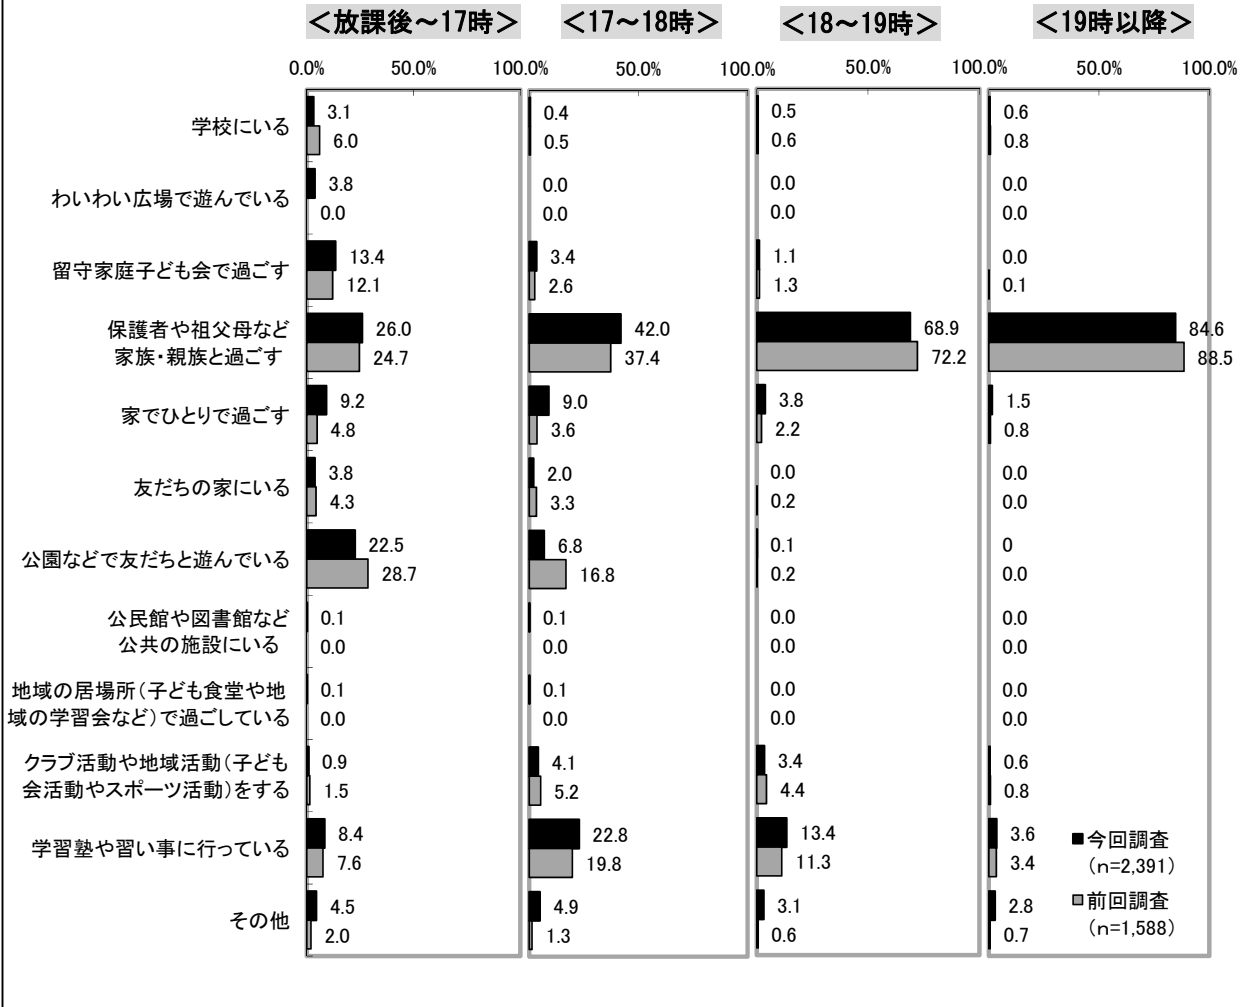 ＜放課後～17時＞ ＜17～18時＞ ＜18～19時＞ ＜19時以降＞
0.0% 50.0% 100.0% 50.0% 100.0% 50.0% 100.0% 50.0% 100.0%
0.0% 0.0% 0.0%
学校にいる
3.1 0.4 0.5 0.6
6.0 0.5 0.6 0.8
わいわい広場で遊んでいる
3.8 0.0 0.0 0.0
0.0 0.0 0.0 0.0
留守家庭子ども会で過ごす
13.4 3.4 1.1 0.0
12.1 2.6 1.3 0.1
保護者や祖父母など
家族・親族と過ごす
26.0 42.0 68.9 84.6
24.7 37.4 72.2 88.5
家でひとりで過ごす
9.2 9.0 3.8 1.5
4.8 3.6 2.2 0.8
友だちの家にいる
3.8 2.0 0.0 0.0
4.3 3.3 0.2 0.0
公園などで友だちと遊んでいる
22.5 6.8 0.1 0
28.7 16.8 0.2 0.0
公民館や図書館など
公共の施設にいる
0.1 0.1 0.0 0.0
0.0 0.0 0.0 0.0
地域の居場所（子ども食堂や地
域の学習会など）で過ごしている
0.1 0.1 0.0 0.0
0.0 0.0 0.0 0.0
クラブ活動や地域活動（子ども
会活動やスポーツ活動）をする
0.9 4.1 3.4 0.6
1.5 5.2 4.4 0.8
学習塾や習い事に行っている
8.4 22.8 13.4 3.6
7.6 19.8 11.3 3.4
その他
4.5 4.9 3.1 2.8
2.0 1.3 0.6 0.7
今回調査
（n=2,391）
前回調査
（n=1,588）